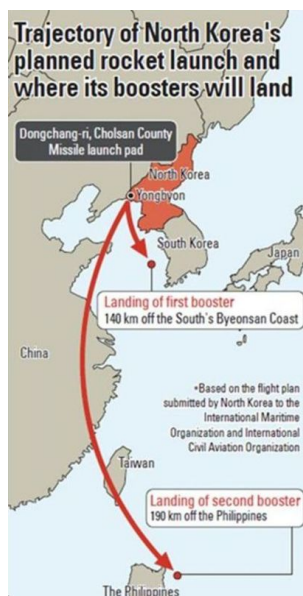 Trajectory of North Korea's
planned rocket launch and
where its boosters will land
Dongchang-ri, Cholsan County
Missile launch pad
North Korea
Yongbyon
South Korea
Japan
Landing of first booster
140 km off the South's Byeonsan Coast
China
*Based on the flight plan
submitted by North Korea to the
International Maritime
Organization and International
Civil Aviation Organization
Taiwan
Landing of second booster
190 km off the Philippines
The Philippines